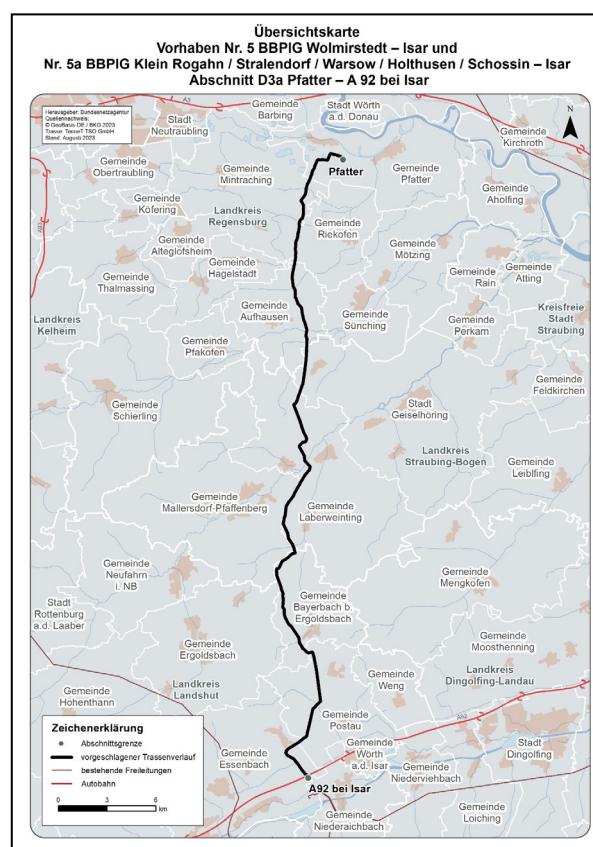 Übersichtskarte
Vorhaben Nr. 5 BBPlG Wolmirstedt – Isar und
Nr. 5a BBPlG Klein Rogahn / Stralendorf / Warsow / Holthusen / Schossin – Isar
Abschnitt D3a Pfatter – A 92 bei Isar
Herausgeber: Bundesnetzagentur
Quellennachweis:
© GeoBasis-DE / BKG 2023
Trasse: TenneT TSO GmbH
Stand: August 2023
A3
Gemeinde
Barbing
Stadt Wörth
a.d. Donau
N
Stadt
Neutraubling
Gemeinde
Kirchroth
Gemeinde
Obertraubling
Gemeinde
Mintraching
Pfatter
Gemeinde
Pfatter
Gemeinde
Aholfing
Gemeinde
Köfering
Landkreis
Regensburg
Gemeinde
Riekofen
Gemeinde
Alteglofsheim
Gemeinde
Mötzing
Gemeinde
Hagelstadt
Gemeinde
Rain
Gemeinde
Atting
Gemeinde
Thalmassing
Landkreis
Kelheim
Gemeinde
Aufhausen
Gemeinde
Sünching
Gemeinde
Perkam
Kreisfreie
Stadt
Straubing
Gemeinde
Pfakofen
Gemeinde
Feldkirchen
Gemeinde
Schierling
Stadt
Geiselhöring
Landkreis
Straubing-Bogen
Gemeinde
Leiblfing
Gemeinde
Mallersdorf-Pfaffenberg
Gemeinde
Laberweinting
Gemeinde
Neufahrn
i. NB
Gemeinde
Mengkofen
Stadt
Rottenburg
a.d. Laaber
Gemeinde
Bayerbach b.
Ergoldsbach
Gemeinde
Ergoldsbach
Gemeinde
Moosthenning
Landkreis
Dingolfing-Landau
Gemeinde
Hohenthann
Landkreis
Landshut
Gemeinde
Weng
A92
Gemeinde
Postau
Gemeinde
Essenbach
Gemeinde
Wörth
a.d. Isar
Stadt
Dingolfing
Gemeinde
Niederviehbach
A92 bei Isar
Gemeinde
Loiching
Gemeinde
Niederaichbach
Zeichenerklärung
Abschnittsgrenze
vorgeschlagener Trassenverlauf
bestehende Freileitungen
Autobahn
0 3 6
km